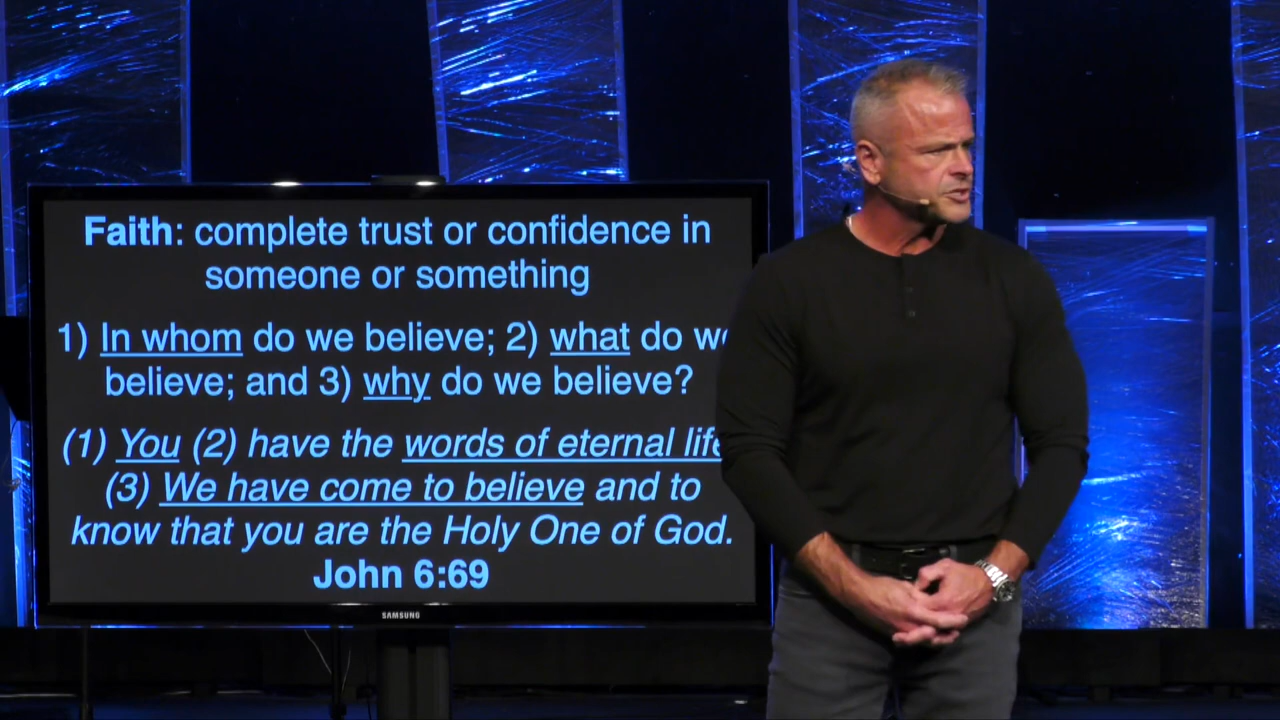 Faith: complete trust or confidence in
someone or something
1) In whom do we believe; 2) what do we
believe; and 3) why do we believe?
(1) You (2) have the words of eternal life
(3) We have come to believe and to
know that you are the Holy One of God.
John 6:69
SAMSUNG